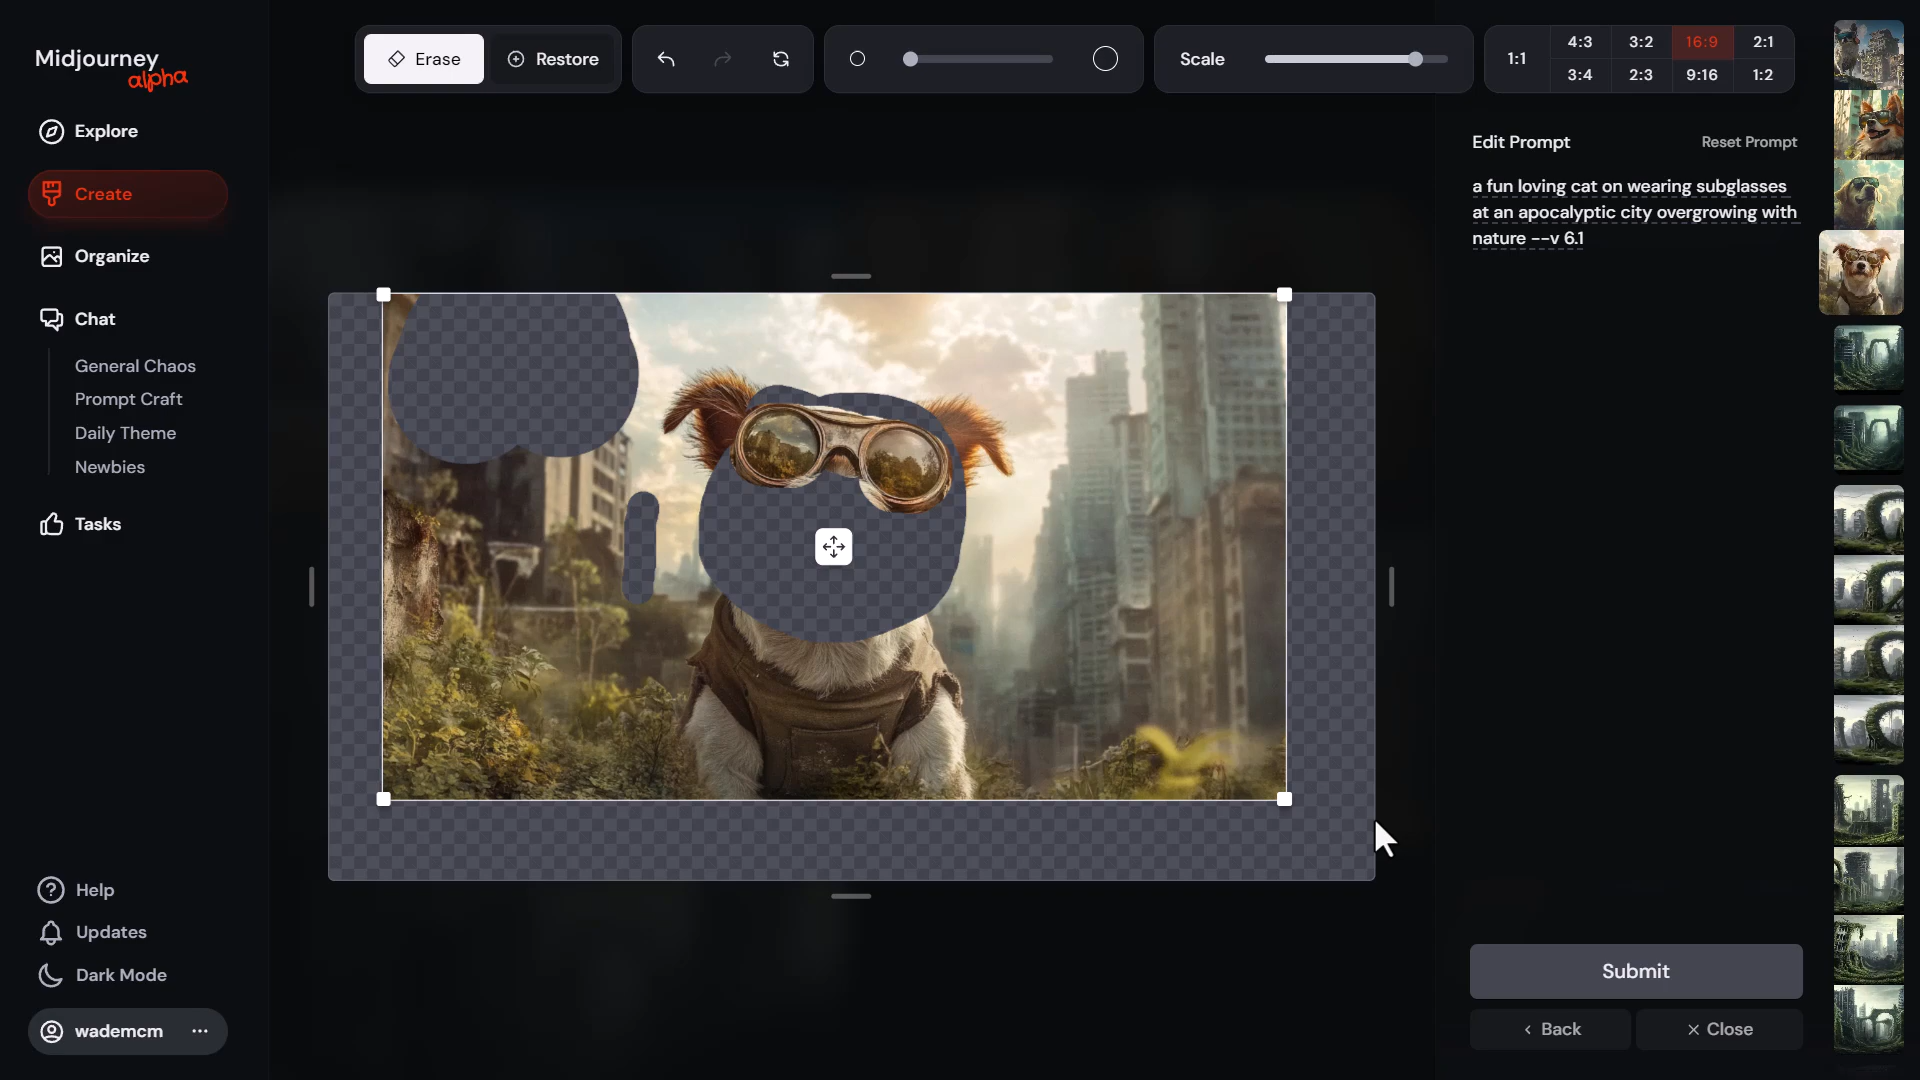 Midjourney
alpha
Explore
Create
Organize
Chat
General Chaos
Prompt Craft
Daily Theme
Newbies
Tasks
Help
Updates
Dark Mode
wademcm
Erase
Restore
Scale
1:1
4:3 3:2 16:9 2:1
3:4 2:3 9:16 1:2
Edit Prompt Reset Prompt
a fun loving cat on wearing subglasses
at an apocalyptic city overgrowing with
nature --v 6.1
Submit
Back
Close